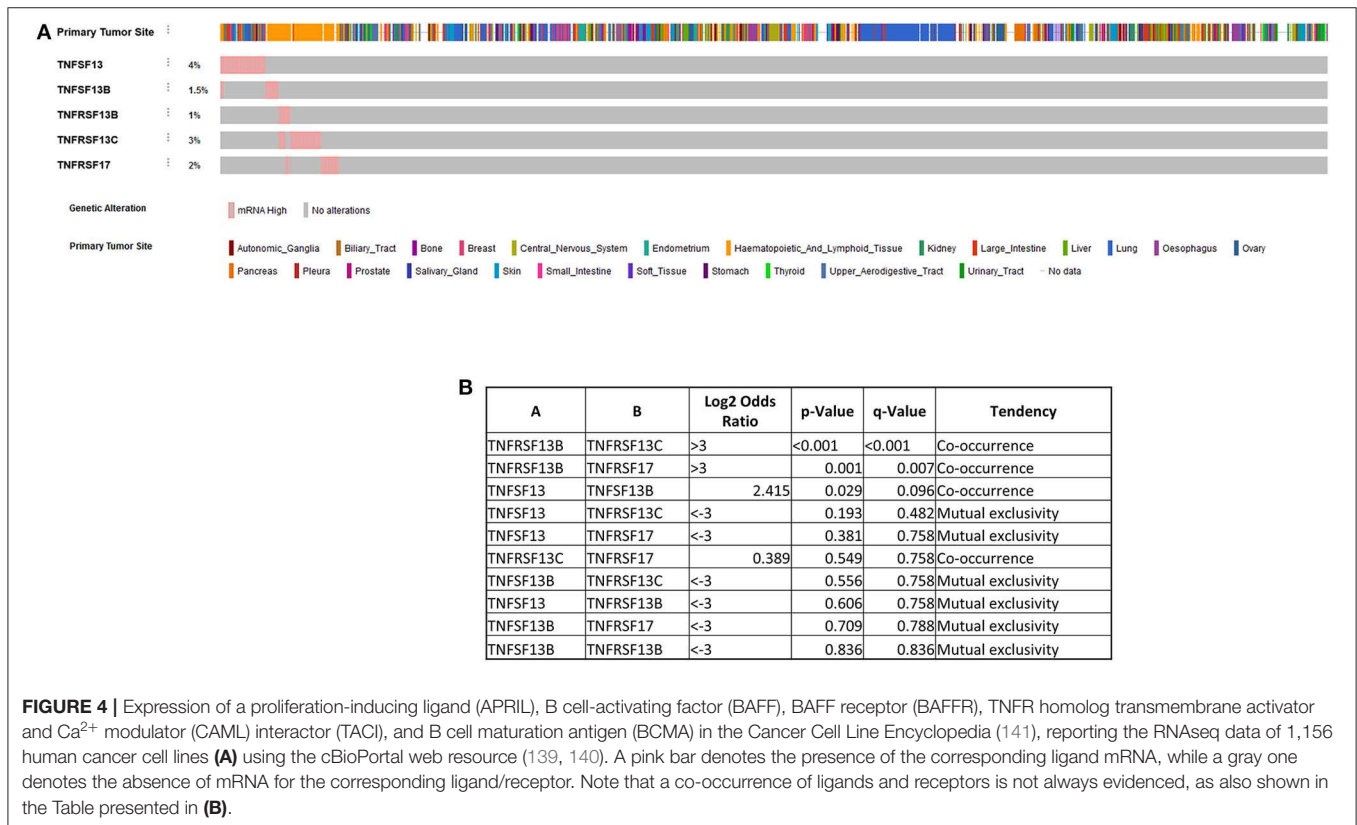 A Primary Tumor Site
TNFSF13 4%
TNFSF13B 1.5%
TNFRSF13B 1%
TNFRSF13C 3%
TNFRSF17 2%
Genetic Alteration mRNA High No alterations
Primary Tumor Site Autonomic_Ganglia Biliary_Tract Bone Breast Central_Nervous_System Endometrium Haematopoietic_And_Lymphoid_Tissue Kidney Large_Intestine Liver Lung Oesophagus Ovary
Pancreas Pleura Prostate Salivary_Gland Skin Small_Intestine Soft_Tissue Stomach Thyroid Upper_Aerodigestive_Tract Urinary_Tract No data
B
A B Log2 Odds Ratio p-Value q-Value Tendency
TNFRSF13B TNFRSF13C >3 <0.001 <0.001 Co-occurrence
TNFRSF13B TNFRSF17 >3 0.001 0.007 Co-occurrence
TNFSF13 TNFSF13B 2.415 0.029 0.096 Co-occurrence
TNFSF13 TNFRSF13C <-3 0.193 0.482 Mutual exclusivity
TNFSF13 TNFRSF17 <-3 0.381 0.758 Mutual exclusivity
TNFRSF13C TNFRSF17 0.389 0.549 0.758 Co-occurrence
TNFSF13B TNFRSF13C <-3 0.556 0.758 Mutual exclusivity
TNFSF13 TNFRSF13B <-3 0.606 0.758 Mutual exclusivity
TNFSF13B TNFRSF17 <-3 0.709 0.788 Mutual exclusivity
TNFSF13B TNFRSF13B <-3 0.836 0.836 Mutual exclusivity
FIGURE 4 | Expression of a proliferation-inducing ligand (APRIL), B cell-activating factor (BAFF), BAFF receptor (BAFFR), TNFR homolog transmembrane activator
and Ca2+ modulator (CAML) interactor (TACI), and B cell maturation antigen (BCMA) in the Cancer Cell Line Encyclopedia (141), reporting the RNAseq data of 1,156
human cancer cell lines (A) using the cBioPortal web resource (139, 140). A pink bar denotes the presence of the corresponding ligand mRNA, while a gray one
denotes the absence of mRNA for the corresponding ligand/receptor. Note that a co-occurrence of ligands and receptors is not always evidenced, as also shown in
the Table presented in (B).